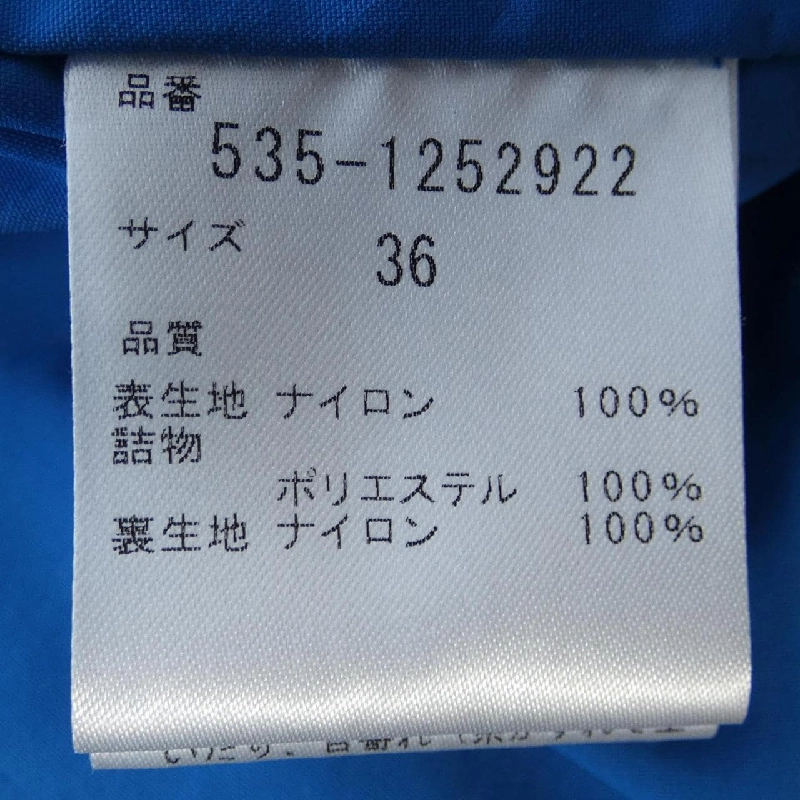 品番
535-1252922
サイズ 36
品質
表生地 ナイロン 100%
詰物
ポリエステル 100%
裏生地 ナイロン 100%